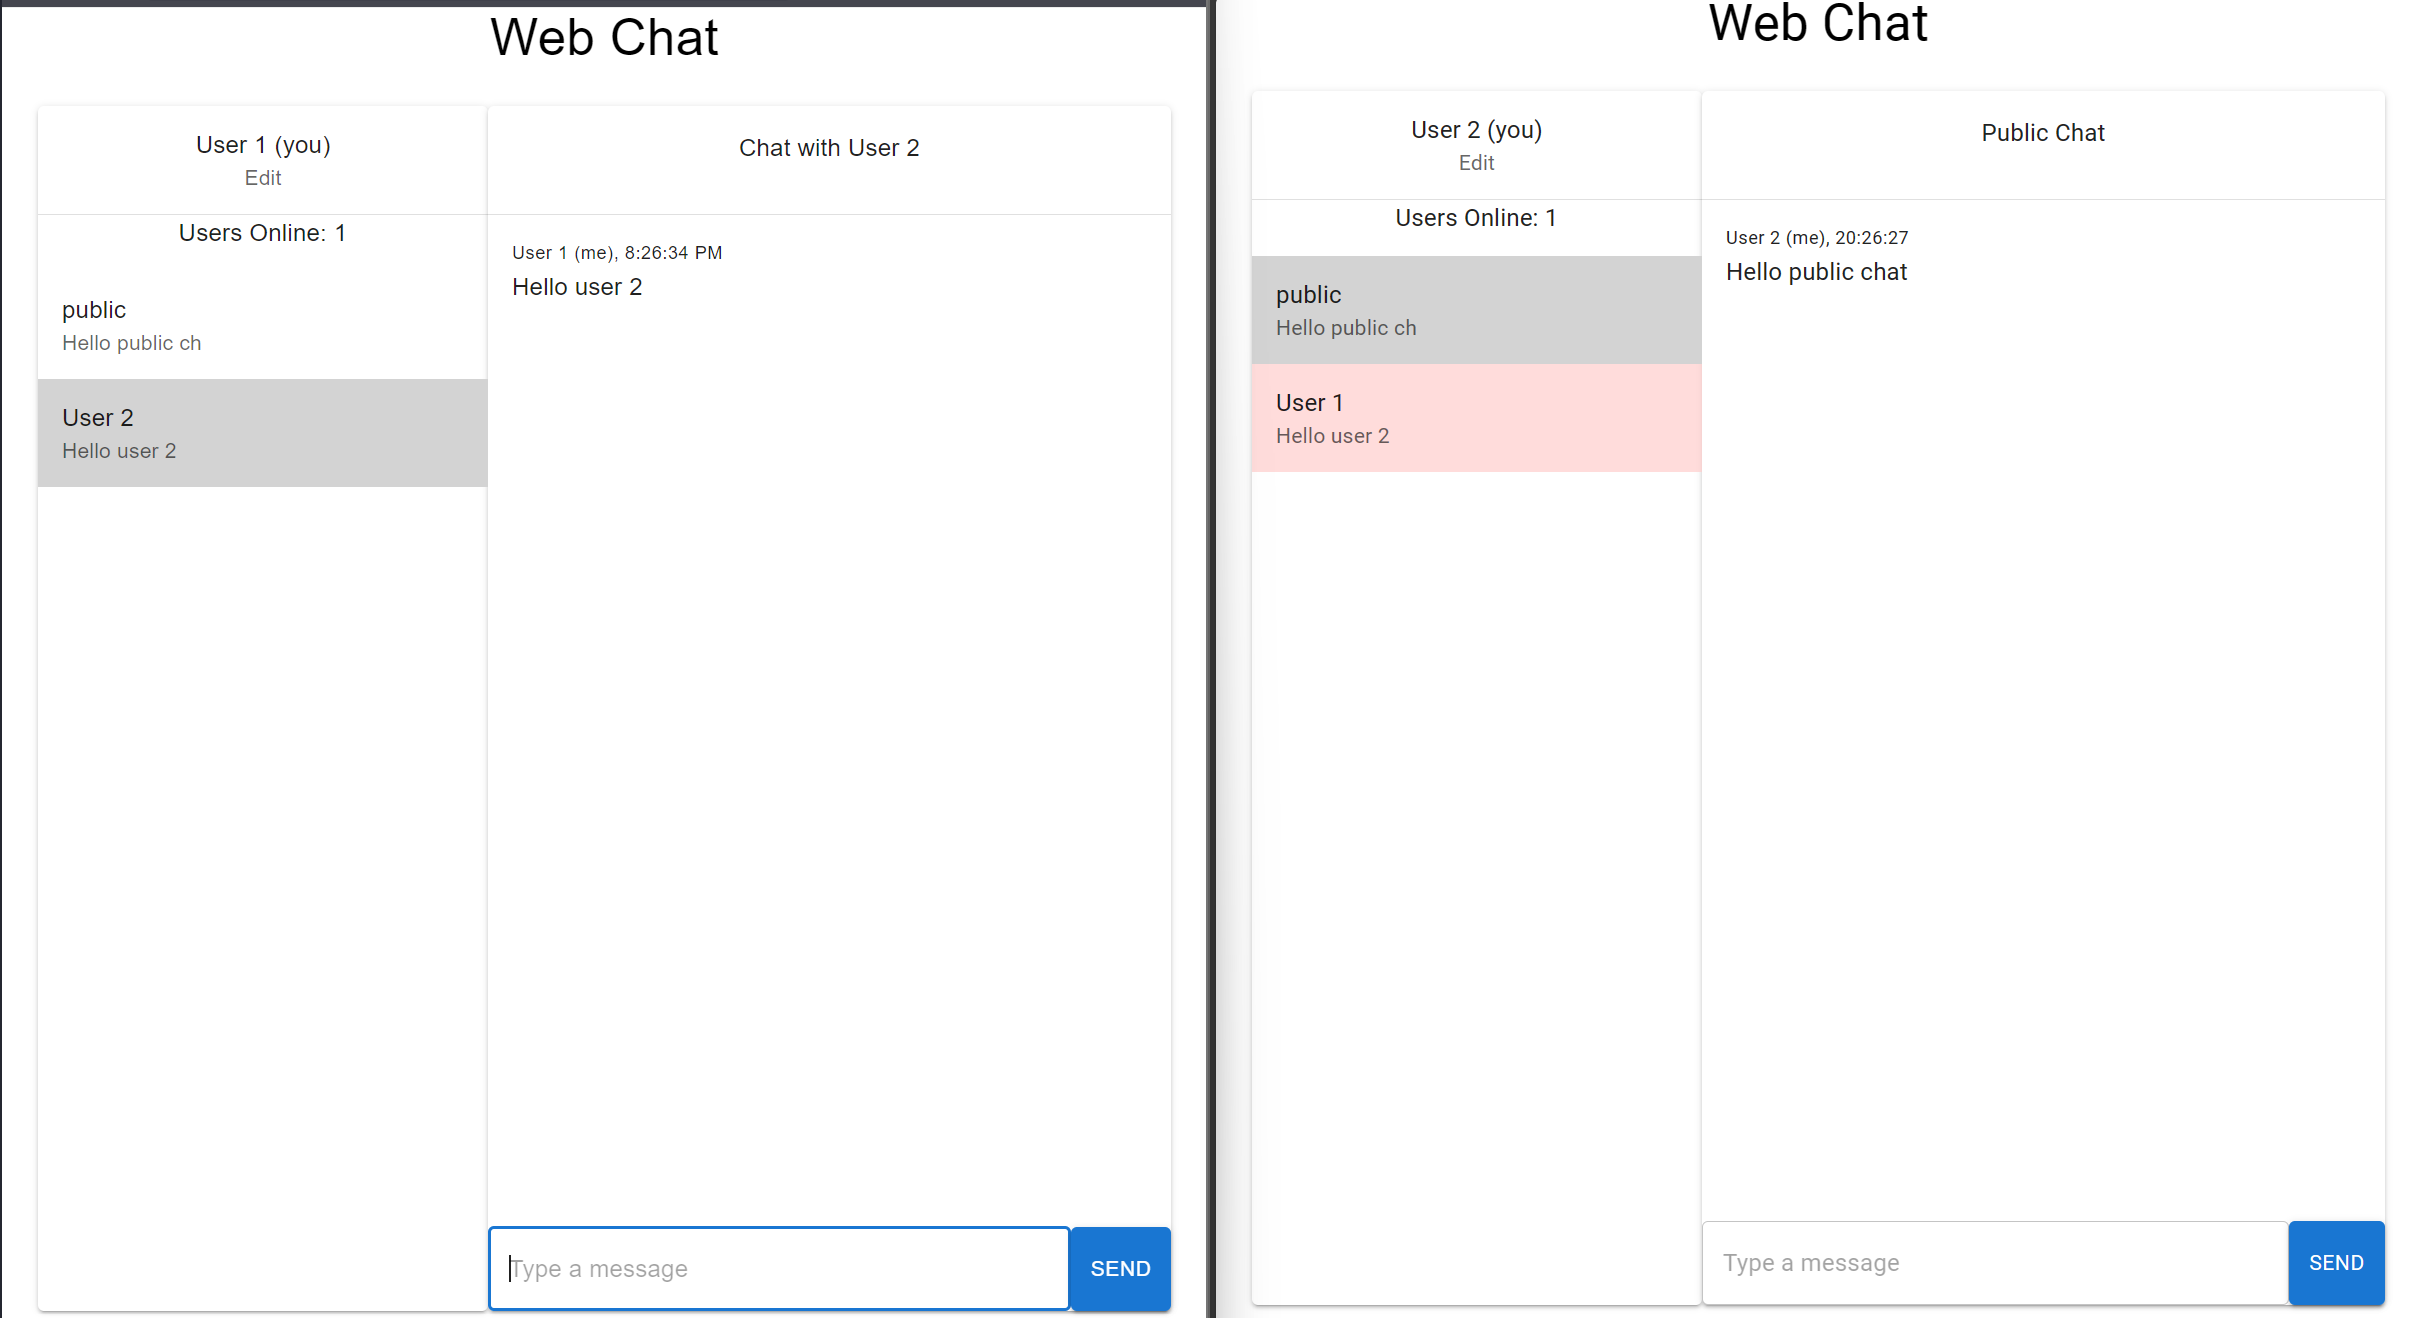 Web Chat
User 1 (you)
Edit
Users Online: 1
public
Hello public ch
User 2
Hello user 2
Chat with User 2
User 1 (me), 8:26:34 PM
Hello user 2
Type a message
SEND
Web Chat
User 2 (you)
Edit
Users Online: 1
public
Hello public ch
User 1
Hello user 2
Public Chat
User 2 (me), 20:26:27
Hello public chat
Type a message
SEND